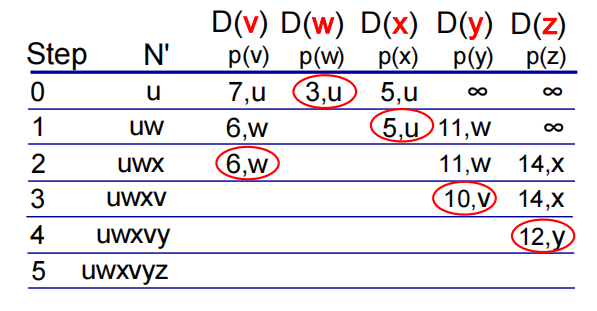 D(v) D(w) D(x) D(y) D(z)
Step N' p(v) p(w) p(x) p(y) p(z)
0 u 7,u 3,u 5,u ∞ ∞
1 uw 6,w 5,u 11,w ∞
2 uwx 6,w 11,w 14,x
3 uwxv 10,v 14,x
4 uwxvy 12,y
5 uwxvyz